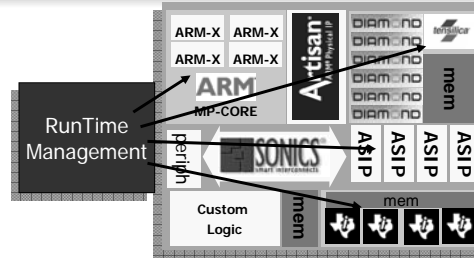 ARM-X ARM-X
ARM-X ARM-X
ARM
MP-CORE
Artisan
ARM Physical IP
DIAMOND
DIAMOND
DIAMOND
DIAMOND
DIAMOND
DIAMOND
tensilica
mem
RunTime
Management
periph
SONICS
smart interconnects
ASIP
ASIP
ASIP
ASIP
Custom
Logic
mem
mem